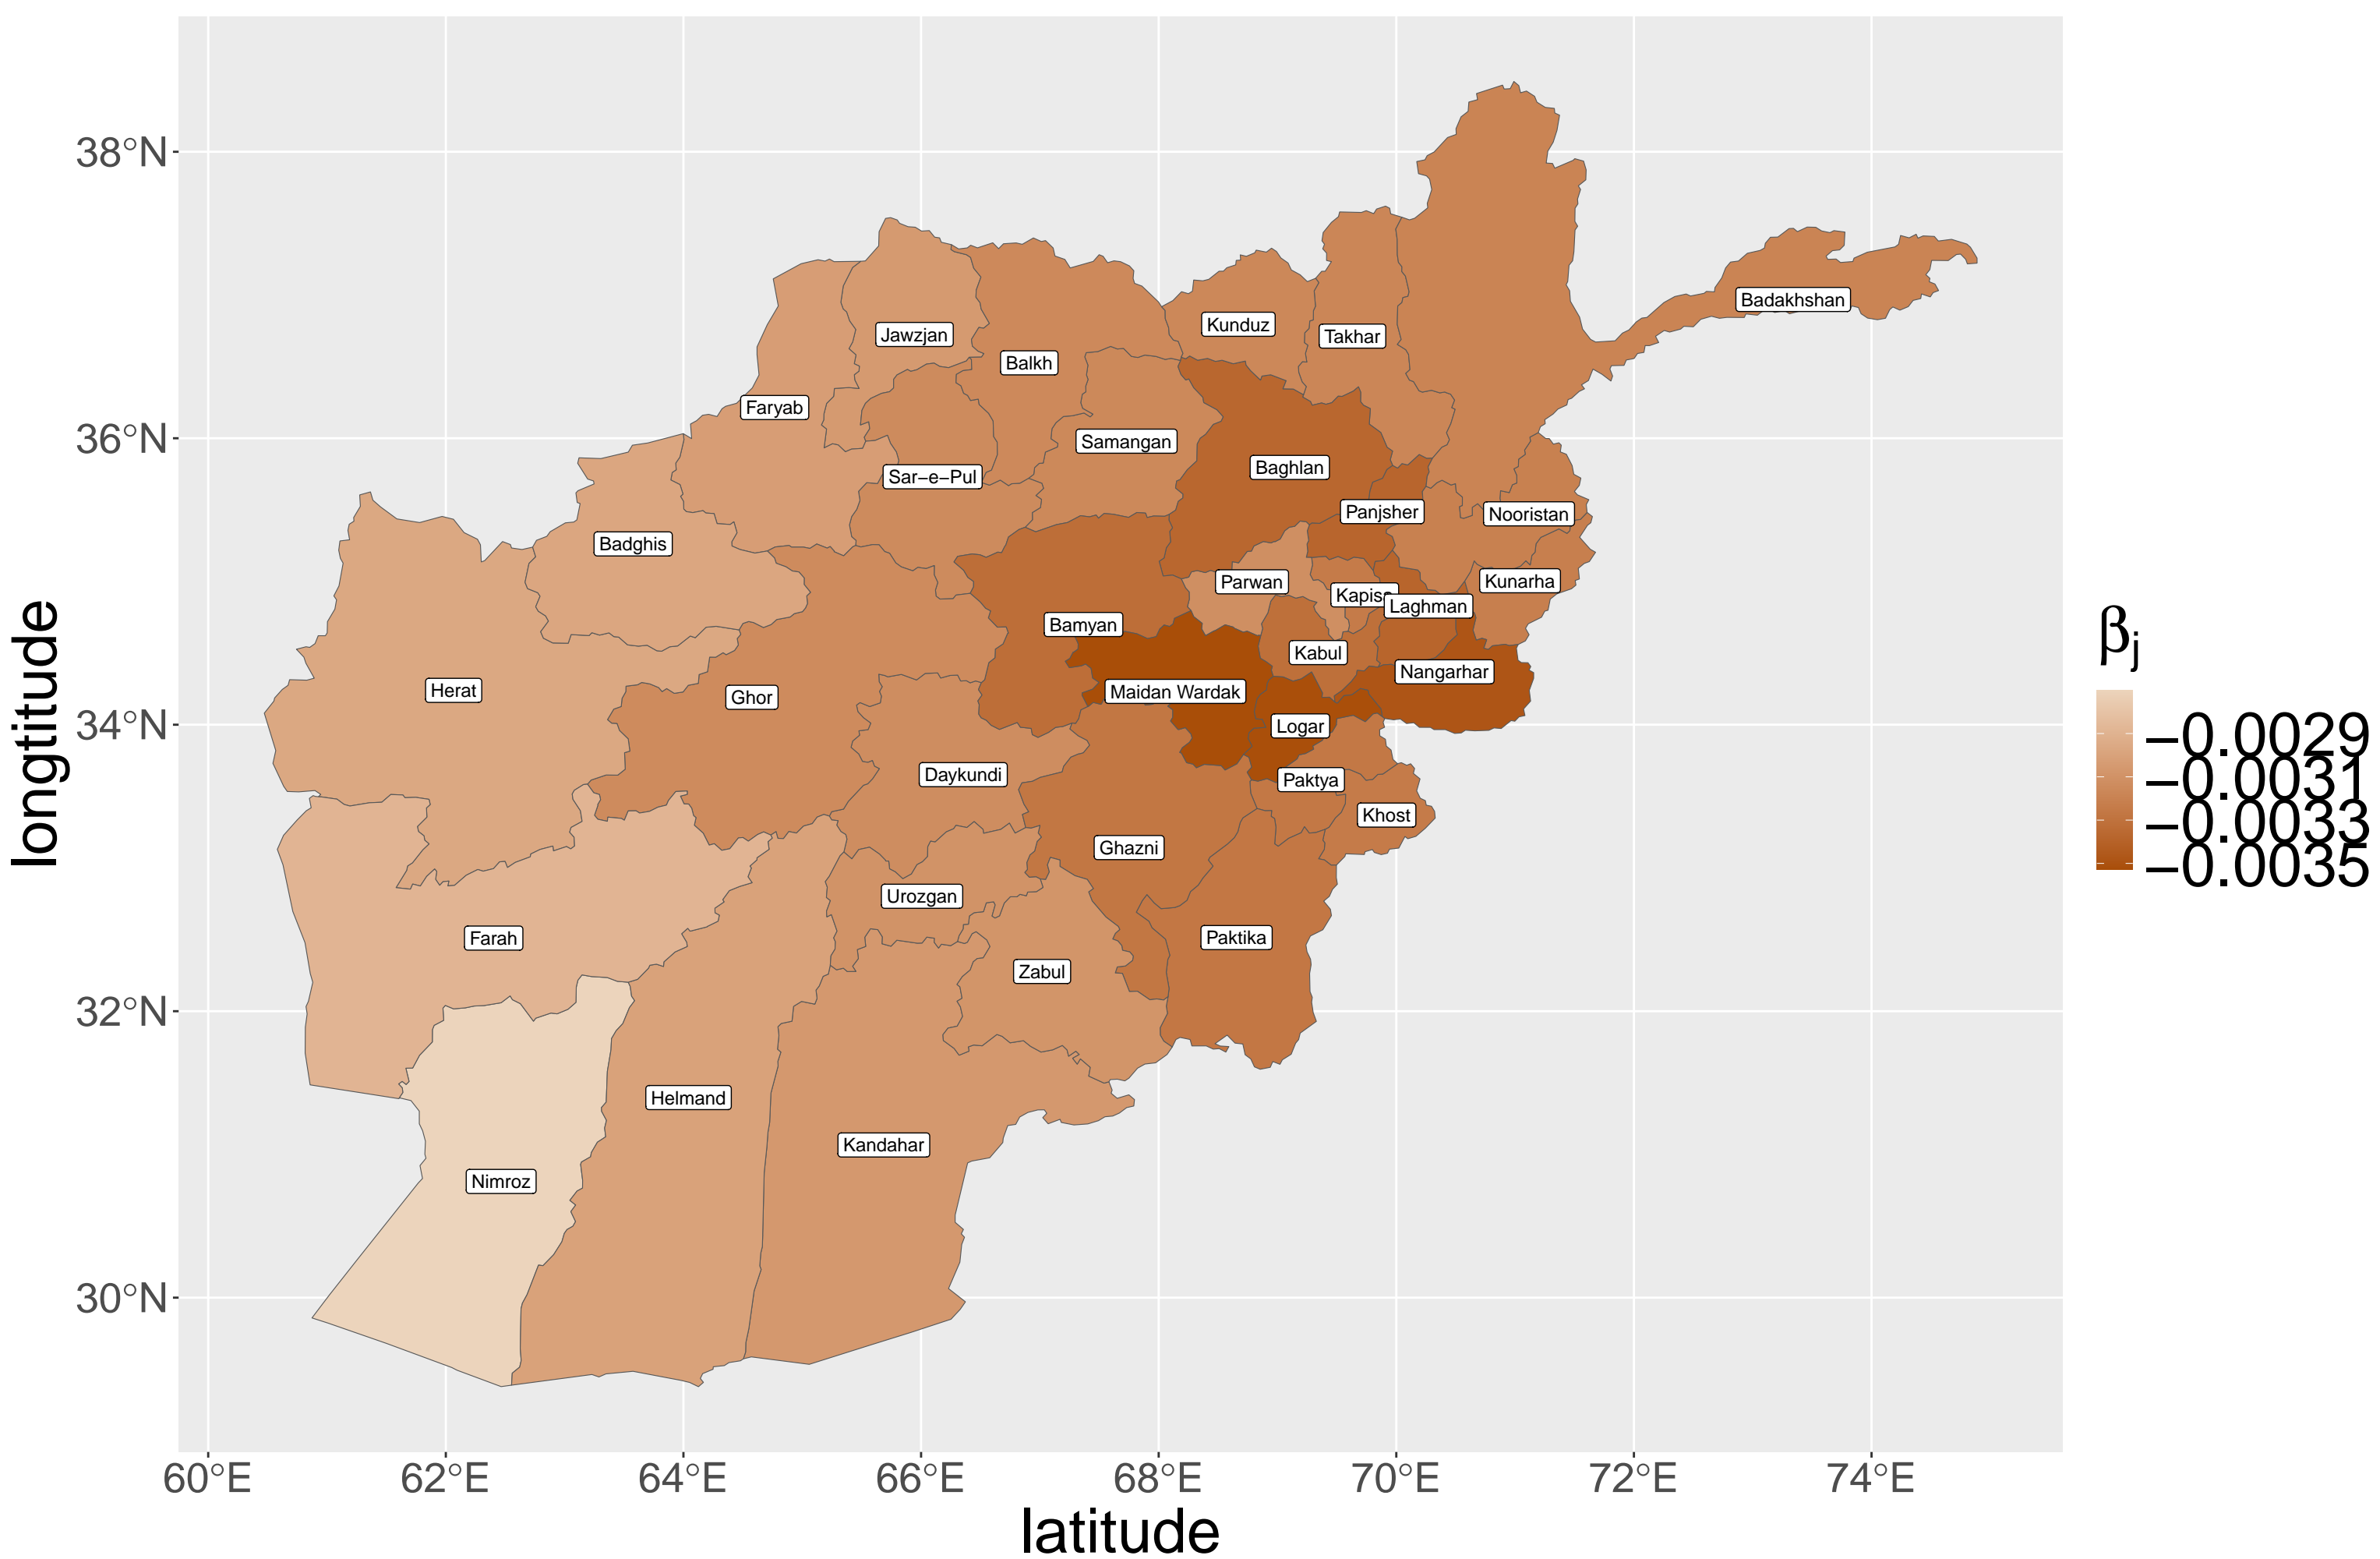 38°N
36°N
34°N
32°N
30°N
longtitude
Badakhshan
Kunduz
Jawzjan
Takhar
Balkh
Faryab
Samangan
Baghlan
Sar−e−Pul
Panjsher
Nooristan
Badghis
Parwan
Kunarha
Kapisa
Laghman
Bamyan
Kabul
Nangarhar
Herat
Maidan Wardak
Ghor
Logar
Daykundi
Paktya
Khost
Ghazni
Urozgan
Farah
Paktika
Zabul
Helmand
Kandahar
Nimroz
βj
−0.0029
−0.0031
−0.0033
−0.0035
60°E 62°E 64°E 66°E 68°E 70°E 72°E 74°E
latitude